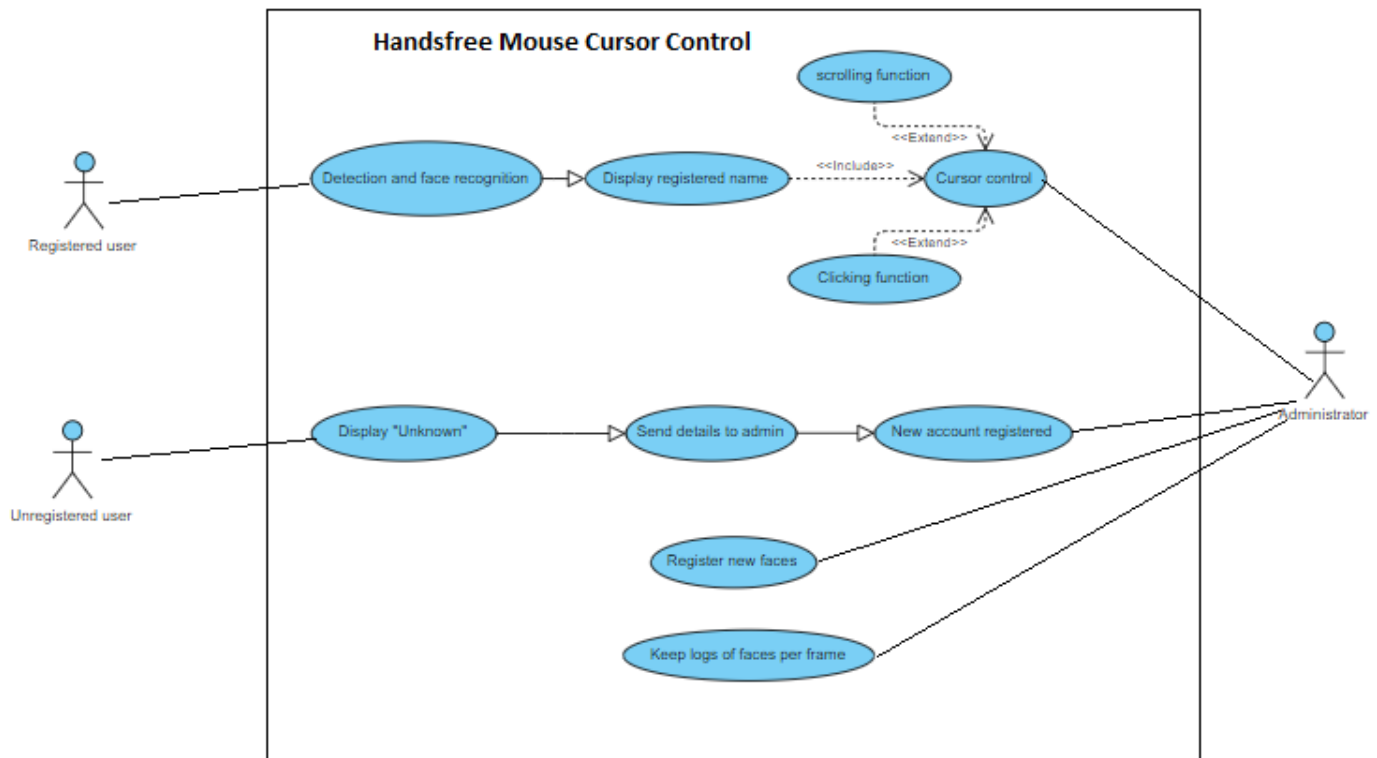 Handsfree Mouse Cursor Control
scrolling function
<<Extend>>
Detection and face recognition
Display registered name
<<Include>>
Cursor control
Registered user
<<Extend>>
Clicking function
Administrator
Display "Unknown"
Send details to admin
New account registered
Unregistered user
Register new faces
Keep logs of faces per frame